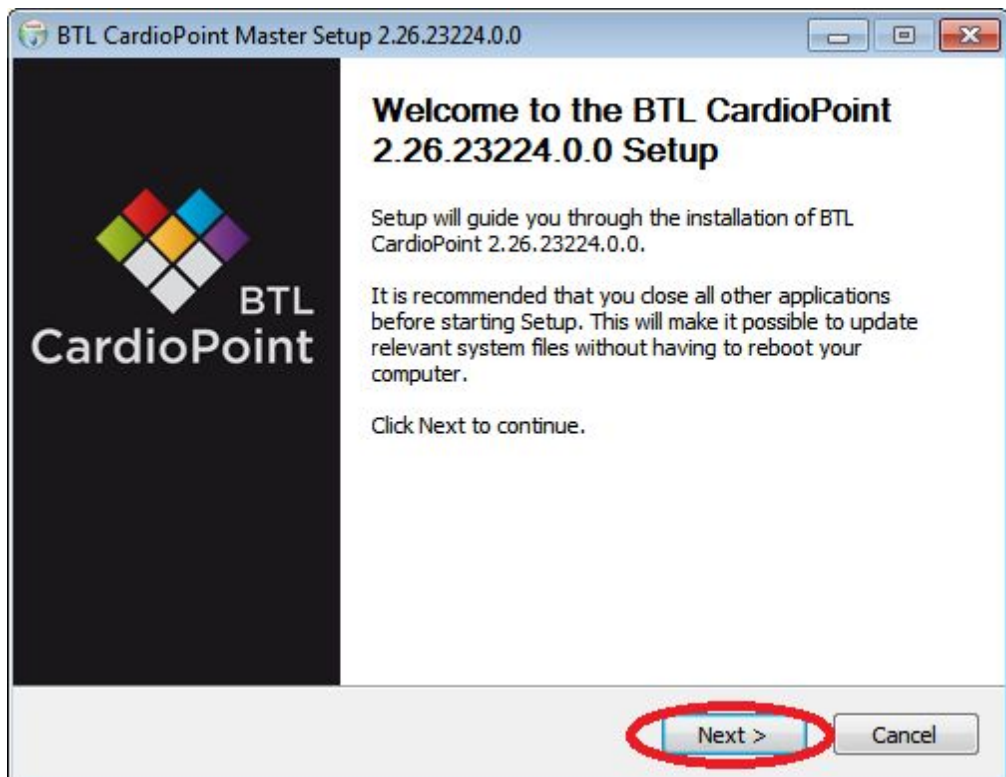 BTL CardioPoint Master Setup 2.26.23224.0.0
BTL
CardioPoint
Welcome to the BTL CardioPoint
2.26.23224.0.0 Setup
Setup will guide you through the installation of BTL
CardioPoint 2.26.23224.0.0.
It is recommended that you close all other applications
before starting Setup. This will make it possible to update
relevant system files without having to reboot your
computer.
Click Next to continue.
Next >
Cancel